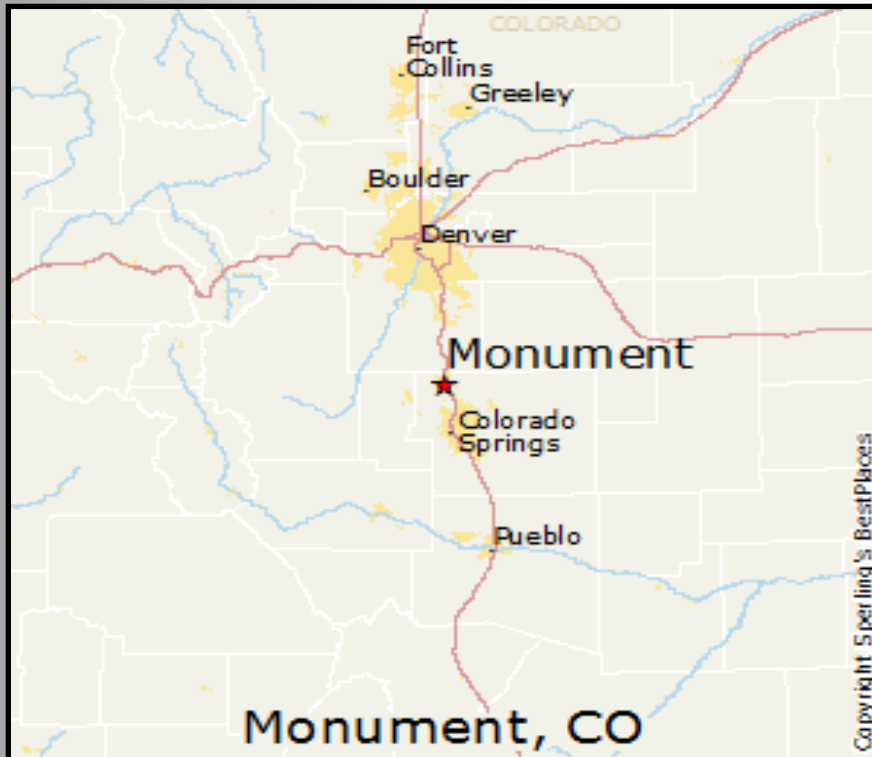 COLORADO
Fort
Collins
Greeley
Boulder
Denver
Monument
Colorado
Springs
Pueblo
Monument, CO
Copyright Sperling's BestPlaces